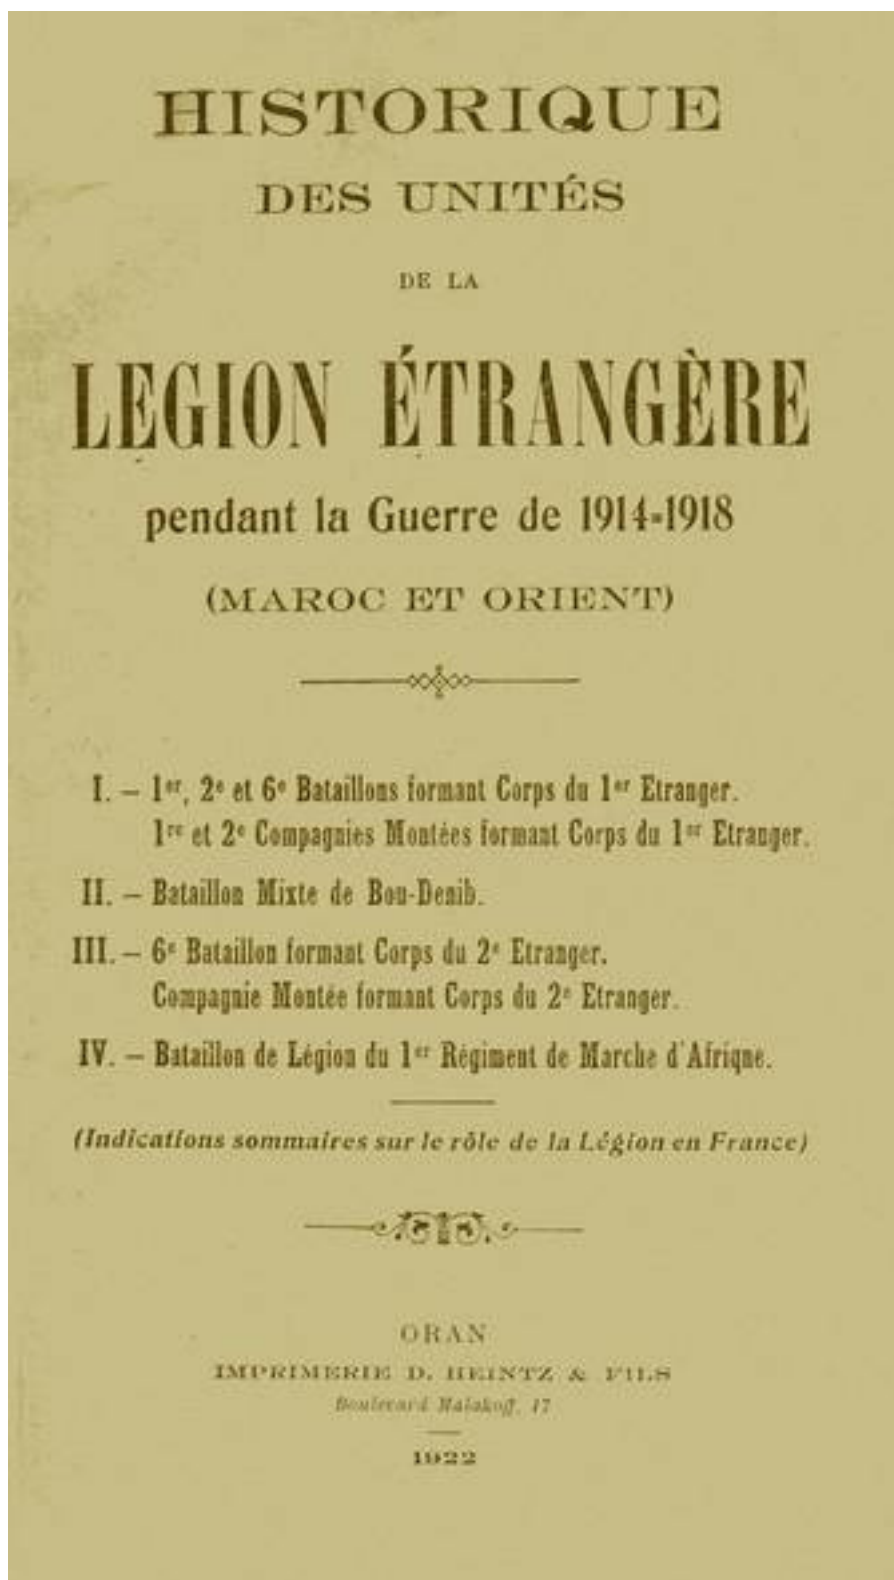 HISTORIQUE
DES UNITÉS
DE LA
LEGION ÉTRANGÈRE
pendant la Guerre de 1914-1918
(MAROC ET ORIENT)
I. – 1er, 2e et 6e Bataillons formant Corps du 1er Etranger.
1re et 2e Compagnies Montées formant Corps du 1er Etranger.
II. – Bataillon Mixte de Bou-Denib.
III. – 6e Bataillon formant Corps du 2e Etranger.
Compagnie Montée formant Corps du 2e Etranger.
IV. – Bataillon de Légion du 1er Régiment de Marche d'Afrique.
(Indications sommaires sur le rôle de la Légion en France)
ORAN
IMPRIMERIE D. HEINTZ & FILS
Boulevard Malakoff, 17
1922